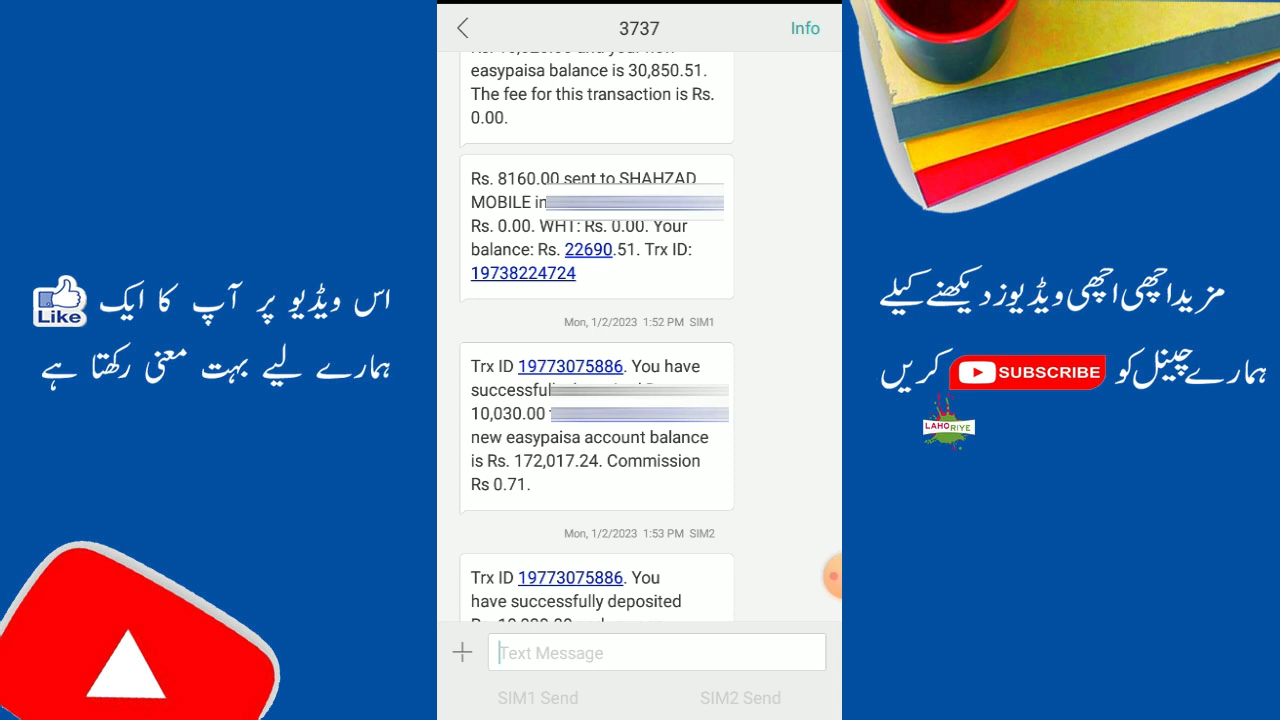 اس ویڈیو پر آپ کا ایک
Like
ہمارے لیے بہت معنی رکھتا ہے
3737
Info
easypaisa balance is 30,850.51.
The fee for this transaction is Rs.
0.00.
Rs. 8160.00 sent to SHAHZAD
MOBILE in
Rs. 0.00. WHT: Rs. 0.00. Your
balance: Rs. 22690.51. Trx ID:
19738224724
Mon, 1/2/2023 1:52 PM SIM1
Trx ID 19773075886. You have
successfull
10,030.00
new easypaisa account balance
is Rs. 172,017.24. Commission
Rs 0.71.
Mon, 1/2/2023 1:53 PM SIM2
Trx ID 19773075886. You
have successfully deposited
Text Message
SIM1 Send
SIM2 Send
مزید اچھی اچھی ویڈیوز دیکھنے کیلئے
ہمارے چینل کو SUBSCRIBE کریں
LAHORIYE